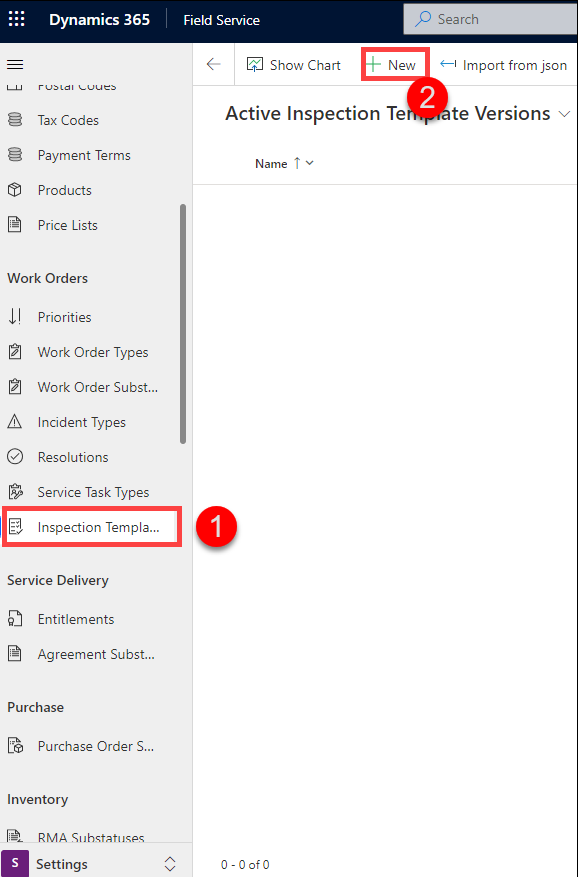 Dynamics 365
Field Service
Search
Show Chart
New
Import from json
2
Active Inspection Template Versions
Name
Postal Codes
Tax Codes
Payment Terms
Products
Price Lists
Work Orders
Priorities
Work Order Types
Work Order Subst...
Incident Types
Resolutions
Service Task Types
Inspection Templa...
1
Service Delivery
Entitlements
Agreement Subst...
Purchase
Purchase Order S...
Inventory
RMA Substatuses
S Settings
0 - 0 of 0